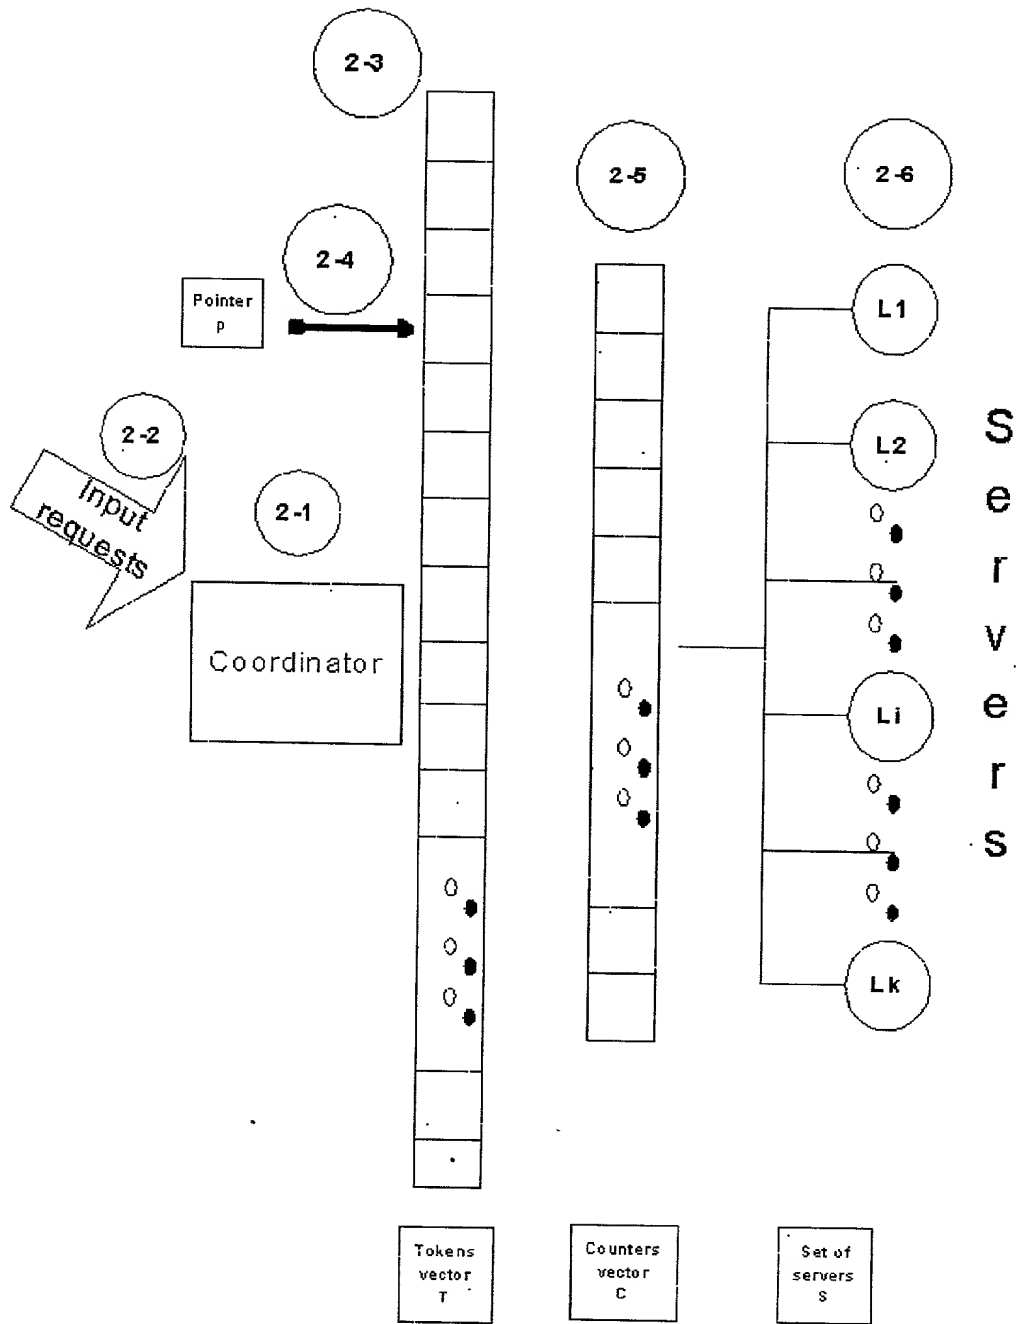 2-3
2-5
2-6
2-4
Pointer
p
L1
2-2
L2
Input
requests
2-1
Coordinator
Li
Lk
Servers
Tokens
vector
T
Counters
vector
C
Set of
servers
S